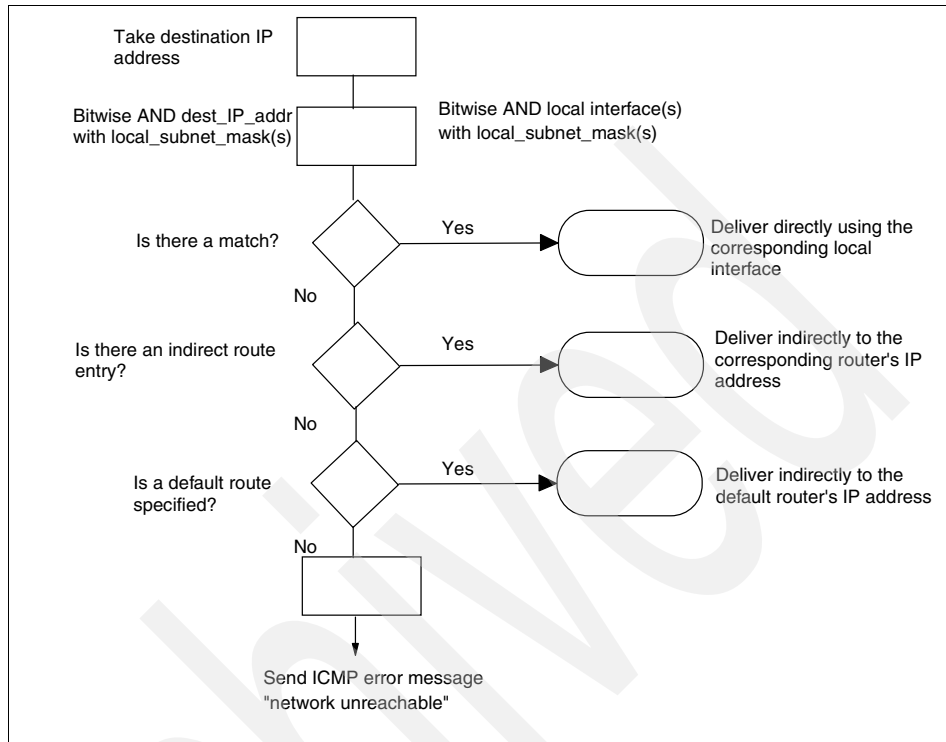 Take destination IP
address
Bitwise AND dest_IP_addr
with local_subnet_mask(s)
Bitwise AND local interface(s)
with local_subnet_mask(s)
Is there a match?
Yes
Deliver directly using the
corresponding local
interface
No
Is there an indirect route
entry?
Yes
Deliver indirectly to the
corresponding router's IP
address
No
Is a default route
specified?
Yes
Deliver indirectly to the
default router's IP address
No
Send ICMP error message
"network unreachable"
hived